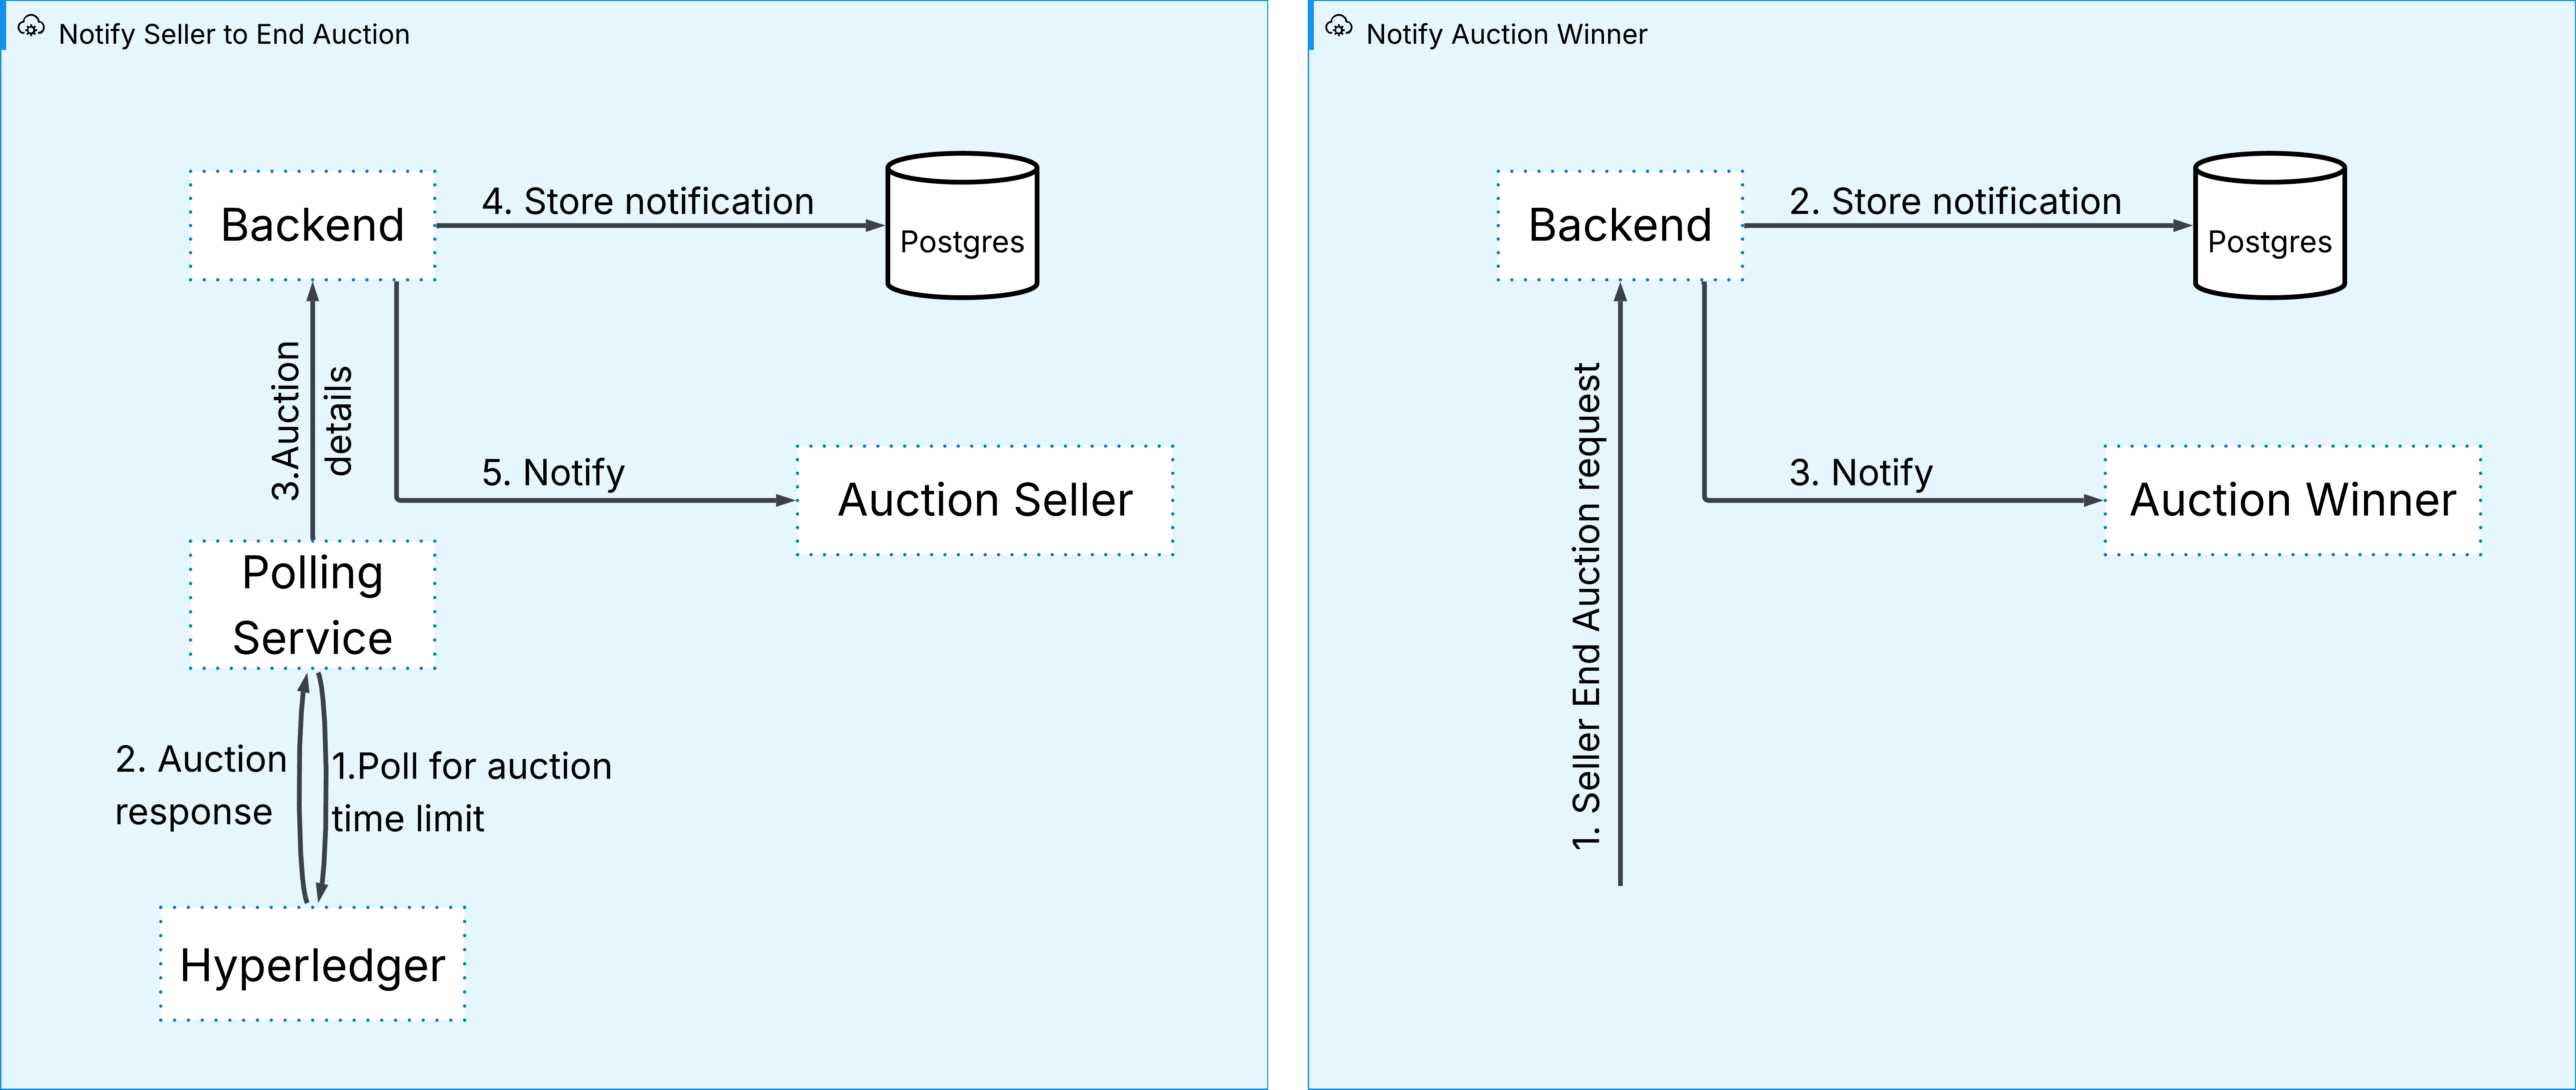 Notify Seller to End Auction
Backend
4. Store notification
Postgres
3.Auction
details
5. Notify
Auction Seller
Polling
Service
2. Auction
response
1.Poll for auction
time limit
Hyperledger
Notify Auction Winner
Backend
2. Store notification
Postgres
1. Seller End Auction request
3. Notify
Auction Winner